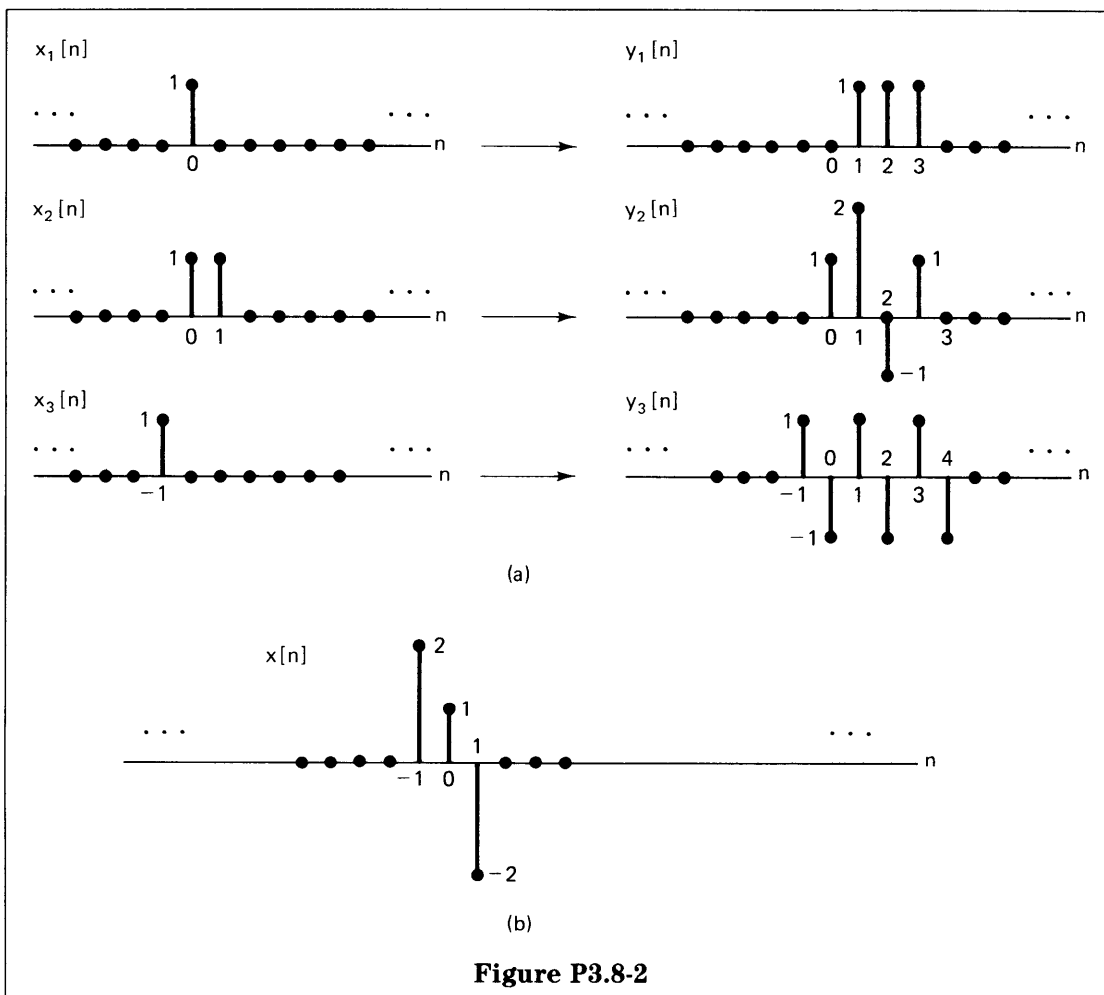 x₁[n] y₁[n]
1 1
. . . . . . . . . . . .
n n
0 0 1 2 3
x₂[n] y₂[n]
2
1 1 1
. . . . . . 2 . . . . . .
n n
0 1 0 1 3
−1
x₃[n] y₃[n]
1 1
. . . . . . 0 2 4 . . . . . .
n n
−1 −1 1 3
−1
(a)
2
x[n]
1
. . . 1 . . .
n
−1 0
−2
(b)
Figure P3.8-2